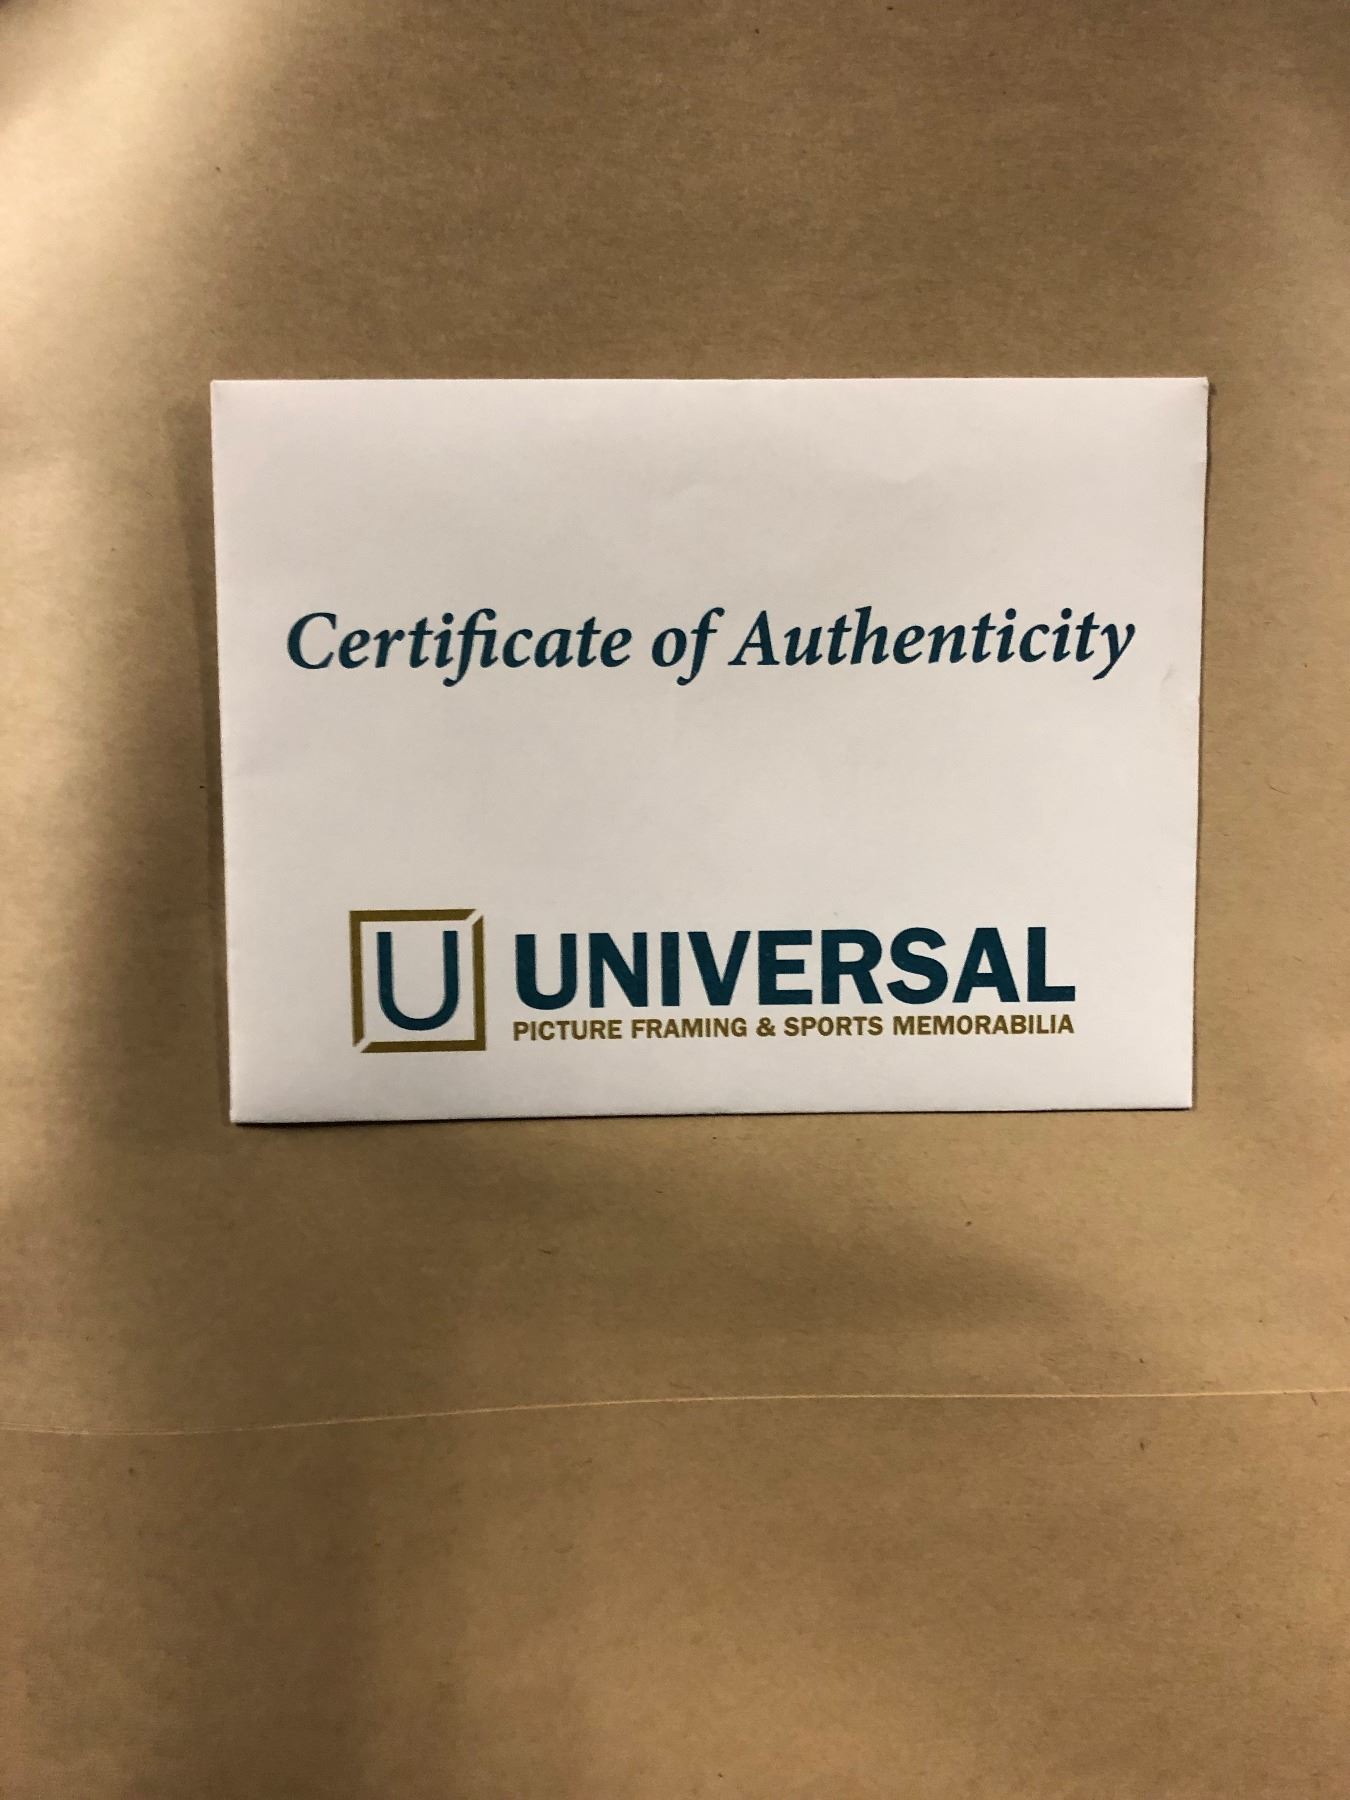 Certificate of Authenticity
U
UNIVERSAL
PICTURE FRAMING & SPORTS MEMORABILIA